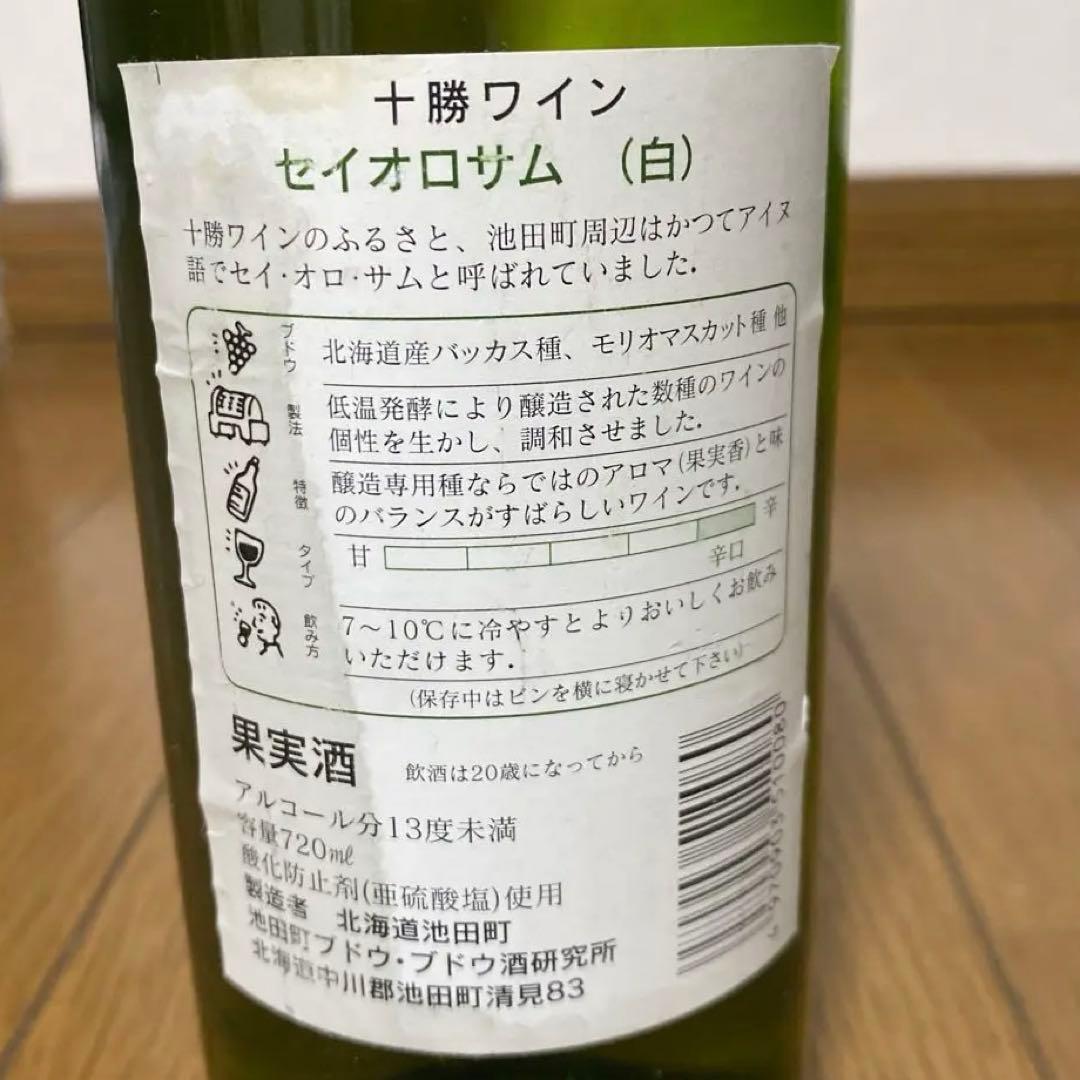 十勝ワイン
セイオロサム （白）
十勝ワインのふるさと、池田町周辺はかつてアイヌ
語でセイ・オロ・サムと呼ばれていました.
ブドウ
北海道産バッカス種、モリオマスカット種 他
製法
低温発酵により醸造された数種のワインの
個性を生かし、調和させました.
特徴
醸造専用種ならではのアロマ(果実香)と味
のバランスがすばらしいワインです.
タイプ
甘 辛
辛口
飲み方
7～10℃に冷やすとよりおいしくお飲み
いただけます.
(保存中はビンを横に寝かせて下さい)
果実酒
飲酒は20歳になってから
アルコール分13度未満
容量720㎖
酸化防止剤(亜硫酸塩)使用
製造者 北海道池田町
池田町ブドウ・ブドウ酒研究所
北海道中川郡池田町清見83